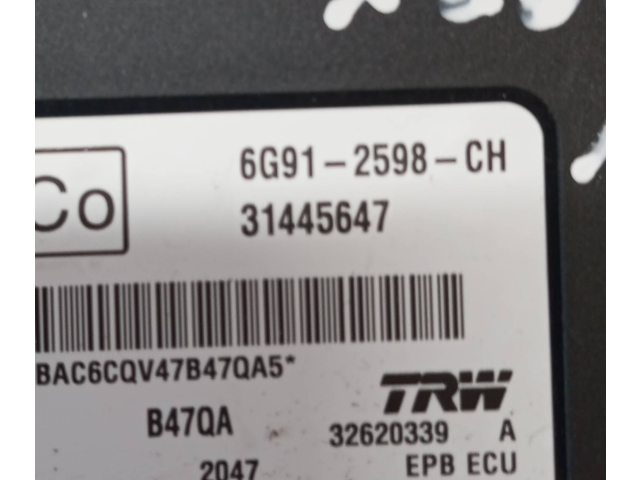 6G91-2598-CH
Co
31445647
BAC6CQV47B47QA5*
TRW
B47QA
32620339 A
2047
EPB ECU